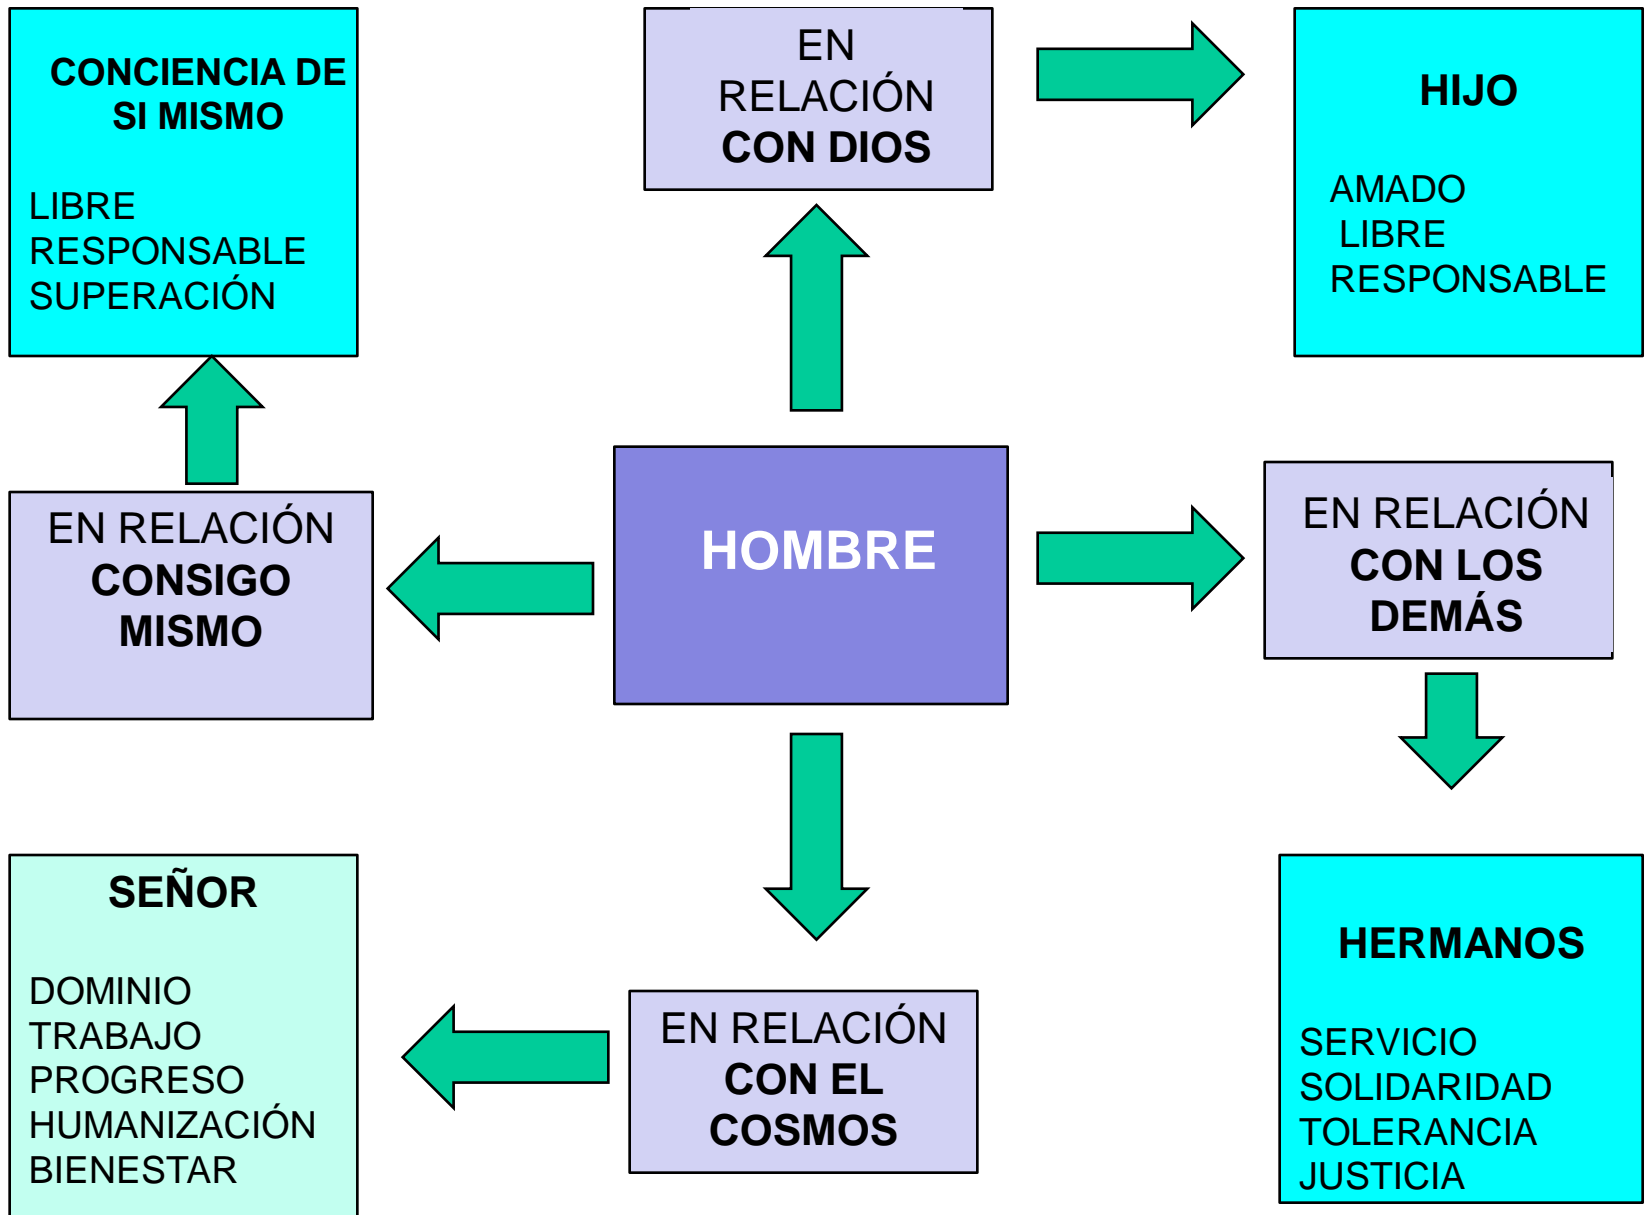 CONCIENCIA DE
SI MISMO
LIBRE
RESPONSABLE
SUPERACIÓN
EN
RELACIÓN
CON DIOS
HIJO
AMADO
LIBRE
RESPONSABLE
EN RELACIÓN
CONSIGO
MISMO
HOMBRE
EN RELACIÓN
CON LOS
DEMÁS
SEÑOR
DOMINIO
TRABAJO
PROGRESO
HUMANIZACIÓN
BIENESTAR
EN RELACIÓN
CON EL
COSMOS
HERMANOS
SERVICIO
SOLIDARIDAD
TOLERANCIA
JUSTICIA